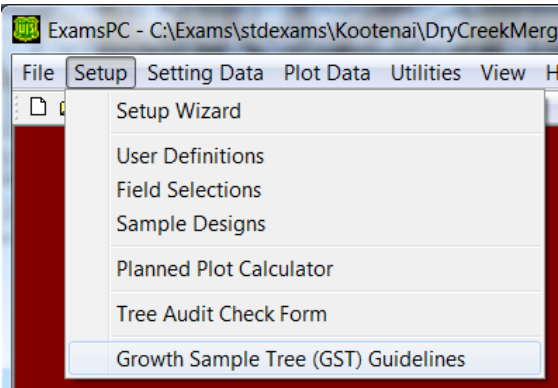 ExamsPC - C:\Exams\stdexams\Kootenai\DryCreekMerg
File Setup Setting Data Plot Data Utilities View H
Setup Wizard
User Definitions
Field Selections
Sample Designs
Planned Plot Calculator
Tree Audit Check Form
Growth Sample Tree (GST) Guidelines